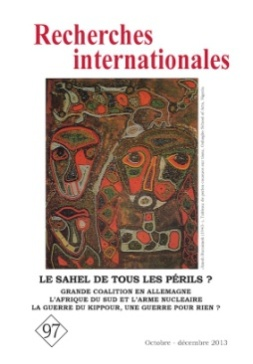 Recherches
internationales
LE SAHEL DE TOUS LES PÉRILS ?
GRANDE COALITION EN ALLEMAGNE
L'AFRIQUE DU SUD ET L'ARME NUCLEAIRE
LA GUERRE DU KIPPOUR, UNE GUERRE POUR RIEN ?
97
Octobre - décembre 2013